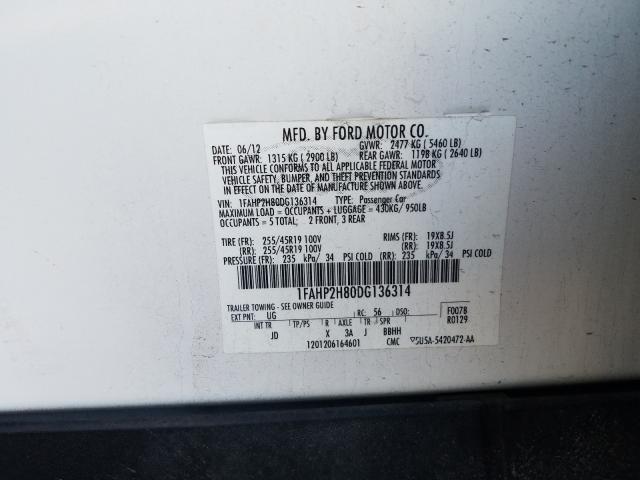 MFD. BY FORD MOTOR CO.
DATE: 06/12 GVWR: 2477 KG ( 5460 LB)
FRONT GAWR: 1315 KG ( 2900 LB) REAR GAWR: 1198 KG ( 2640 LB)
THIS VEHICLE CONFORMS TO ALL APPLICABLE FEDERAL MOTOR
VEHICLE SAFETY, BUMPER, AND THEFT PREVENTION STANDARDS
IN EFFECT ON THE DATE OF MANUFACTURE SHOWN ABOVE.
VIN: 1FAHP2H80DG136314 TYPE: Passenger Car
MAXIMUM LOAD = OCCUPANTS + LUGGAGE = 430KG/ 950LB
OCCUPANTS = 5 TOTAL: 2 FRONT, 3 REAR
TIRE (FR): 255/45R19 100V RIMS (FR): 19X8.5J
(RR): 255/45R19 100V (RR): 19X8.5J
PRESSURE (FR): 235 kPa/ 34 PSI COLD (RR): 235 kPa/ 34 PSI COLD
1FAHP2H80DG136314
TRAILER TOWING - SEE OWNER GUIDE
EXT PNT: UG RC: 56 DSO: F0078
INT TR TP/PS R AXLE TR SPR R0129
JD X 3A J BBHH
1201206164601 CMC 5U5A-5420472-AA